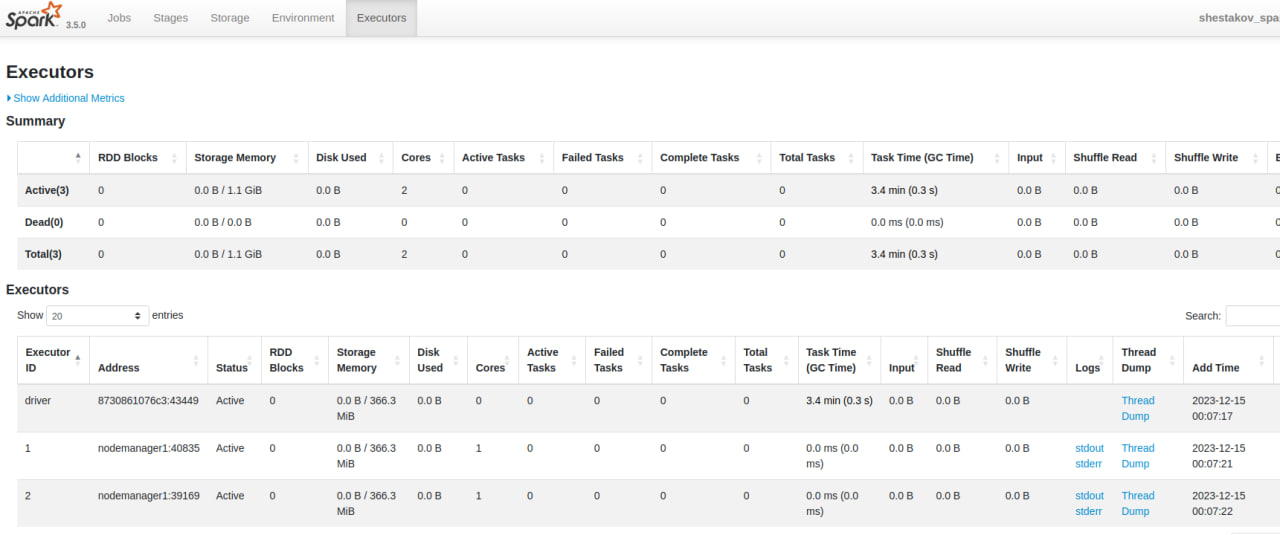 APACHE
Spark 3.5.0 Jobs Stages Storage Environment Executors shestakov_spa
Executors
Show Additional Metrics
Summary
RDD Blocks Storage Memory Disk Used Cores Active Tasks Failed Tasks Complete Tasks Total Tasks Task Time (GC Time) Input Shuffle Read Shuffle Write
Active(3) 0 0.0 B / 1.1 GiB 0.0 B 2 0 0 0 0 3.4 min (0.3 s) 0.0 B 0.0 B 0.0 B
Dead(0) 0 0.0 B / 0.0 B 0.0 B 0 0 0 0 0 0.0 ms (0.0 ms) 0.0 B 0.0 B 0.0 B
Total(3) 0 0.0 B / 1.1 GiB 0.0 B 2 0 0 0 0 3.4 min (0.3 s) 0.0 B 0.0 B 0.0 B
Executors
Show 20 entries Search:
Executor RDD Storage Disk Active Failed Complete Total Task Time Shuffle Shuffle Thread
ID Address Status Blocks Memory Used Cores Tasks Tasks Tasks Tasks (GC Time) Input Read Write Logs Dump Add Time
driver 8730861076c3:43449 Active 0 0.0 B / 366.3 0.0 B 0 0 0 0 0 3.4 min (0.3 s) 0.0 B 0.0 B 0.0 B Thread 2023-12-15
MiB Dump 00:07:17
1 nodemanager1:40835 Active 0 0.0 B / 366.3 0.0 B 1 0 0 0 0 0.0 ms (0.0 0.0 B 0.0 B 0.0 B stdout Thread 2023-12-15
MiB ms) stderr Dump 00:07:21
2 nodemanager1:39169 Active 0 0.0 B / 366.3 0.0 B 1 0 0 0 0 0.0 ms (0.0 0.0 B 0.0 B 0.0 B stdout Thread 2023-12-15
MiB ms) stderr Dump 00:07:22